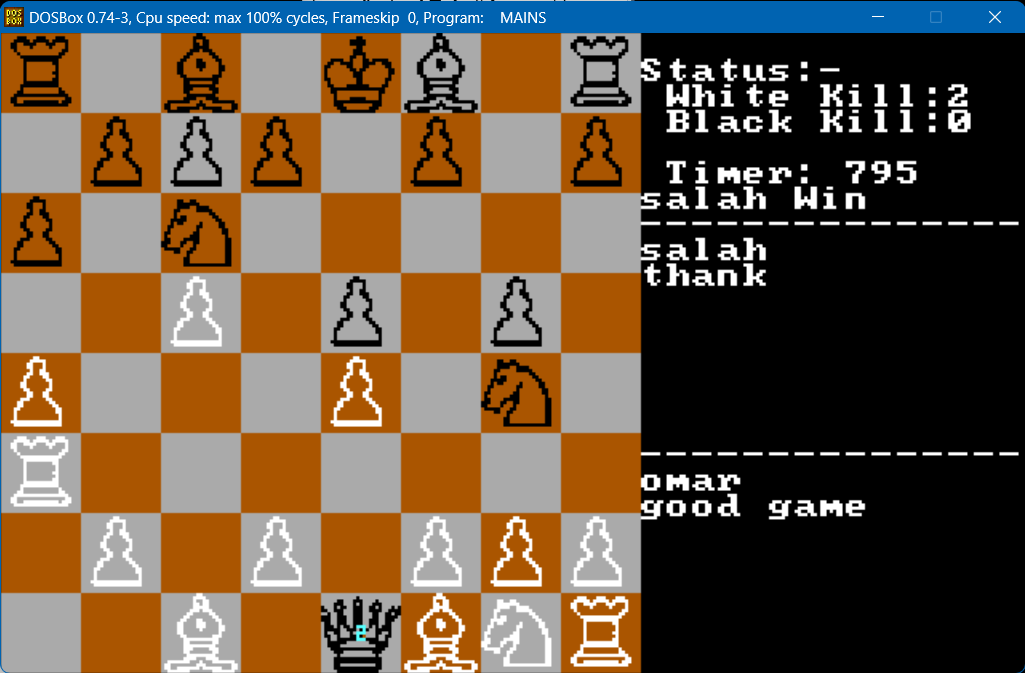 DOSBox 0.74-3, Cpu speed: max 100% cycles, Frameskip 0, Program: MAINS
Status:-
White Kill:2
Black Kill:0
Timer: 795
salah Win
---------------
salah
thank
---------------
omar
good game